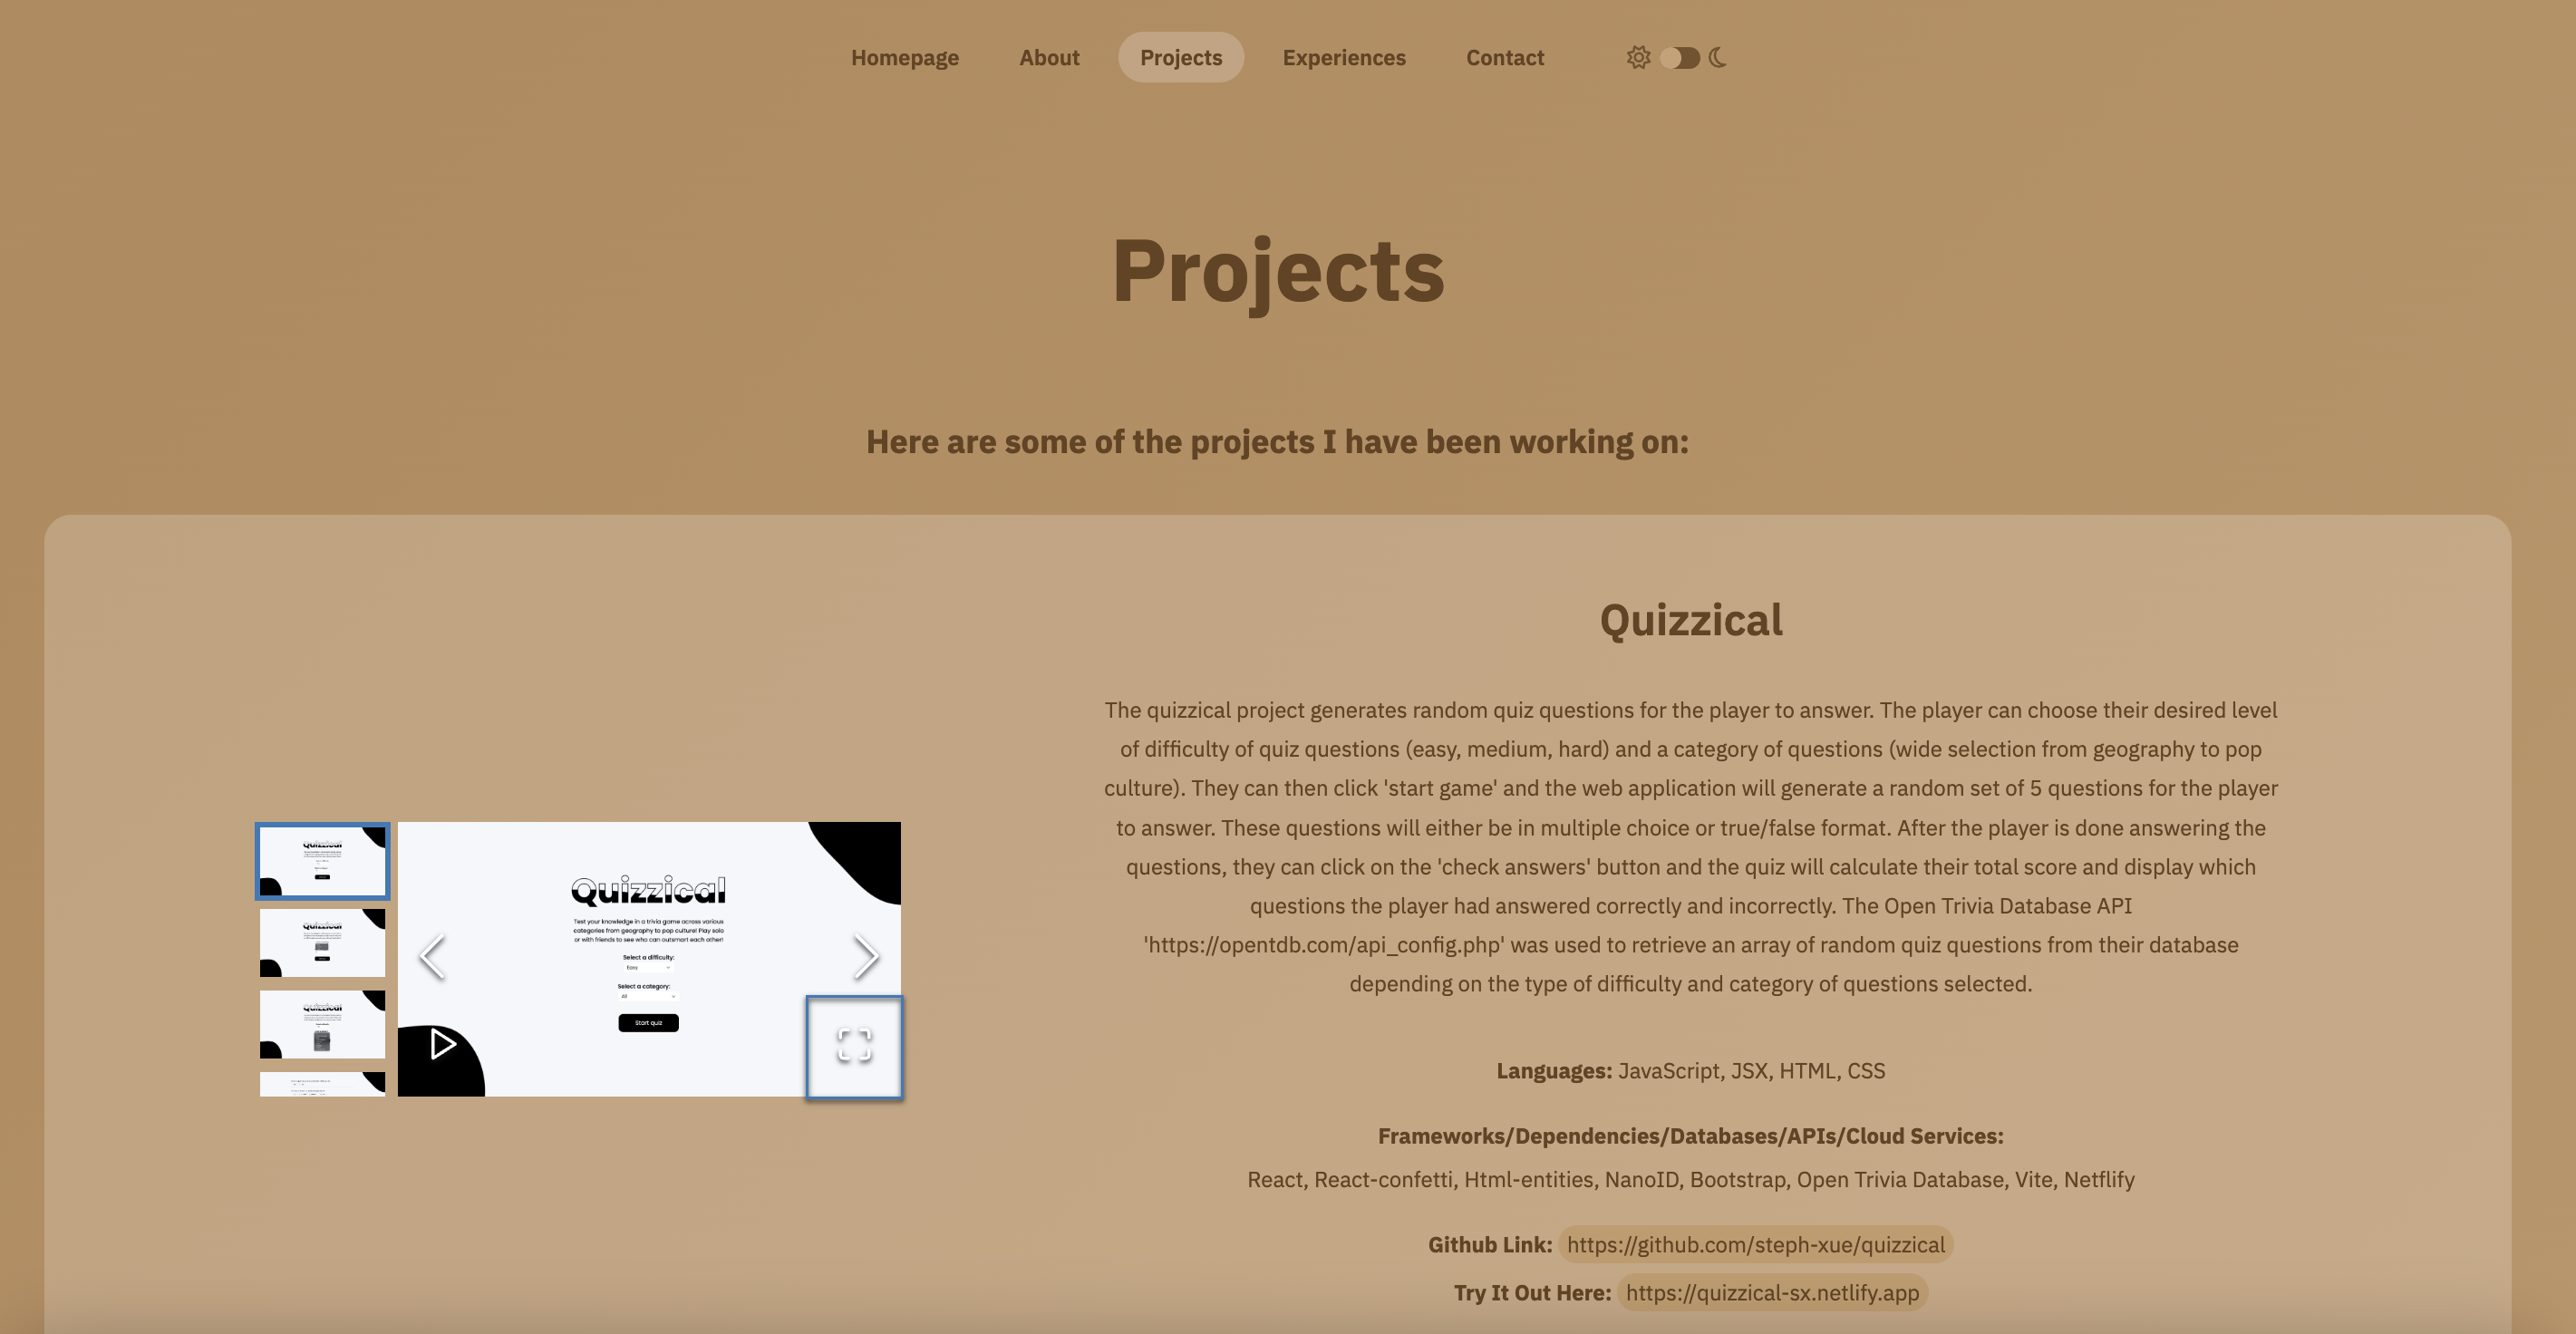 Homepage
About
Projects
Experiences
Contact
Projects
Here are some of the projects I have been working on:
Quizzical
Test your knowledge in a trivia game across various
categories from geography to pop culture! Play solo
or with friends to see who can outsmart each other!
Select a difficulty:
Easy
Select a category:
All
Start quiz
Quizzical
The quizzical project generates random quiz questions for the player to answer. The player can choose their desired level
of difficulty of quiz questions (easy, medium, hard) and a category of questions (wide selection from geography to pop
culture). They can then click 'start game' and the web application will generate a random set of 5 questions for the player
to answer. These questions will either be in multiple choice or true/false format. After the player is done answering the
questions, they can click on the 'check answers' button and the quiz will calculate their total score and display which
questions the player had answered correctly and incorrectly. The Open Trivia Database API
'https://opentdb.com/api_config.php' was used to retrieve an array of random quiz questions from their database
depending on the type of difficulty and category of questions selected.
Languages: JavaScript, JSX, HTML, CSS
Frameworks/Dependencies/Databases/APIs/Cloud Services:
React, React-confetti, Html-entities, NanoID, Bootstrap, Open Trivia Database, Vite, Netflify
Github Link: https://github.com/steph-xue/quizzical
Try It Out Here: https://quizzical-sx.netlify.app
Quizzical
Quizzical
Quizzical